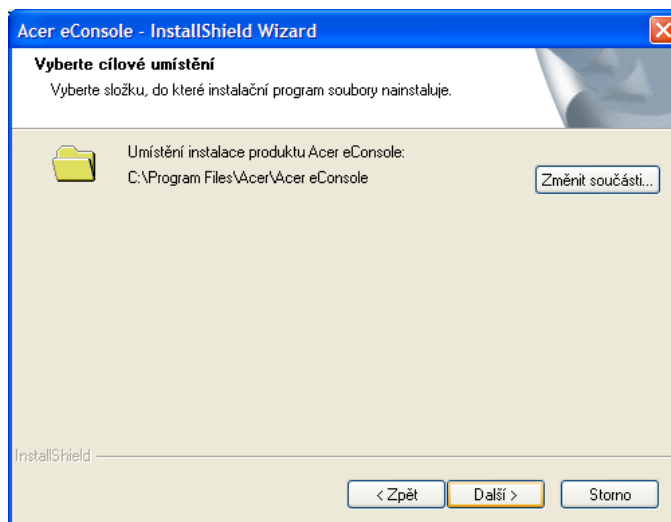 Acer eConsole - InstallShield Wizard
Vyberte cílové umístění
Vyberte složku, do které instalační program soubory nainstaluje.
Umístění instalace produktu Acer eConsole:
C:\Program Files\Acer\Acer eConsole
Změnit součásti...
InstallShield
< Zpět
Další >
Storno